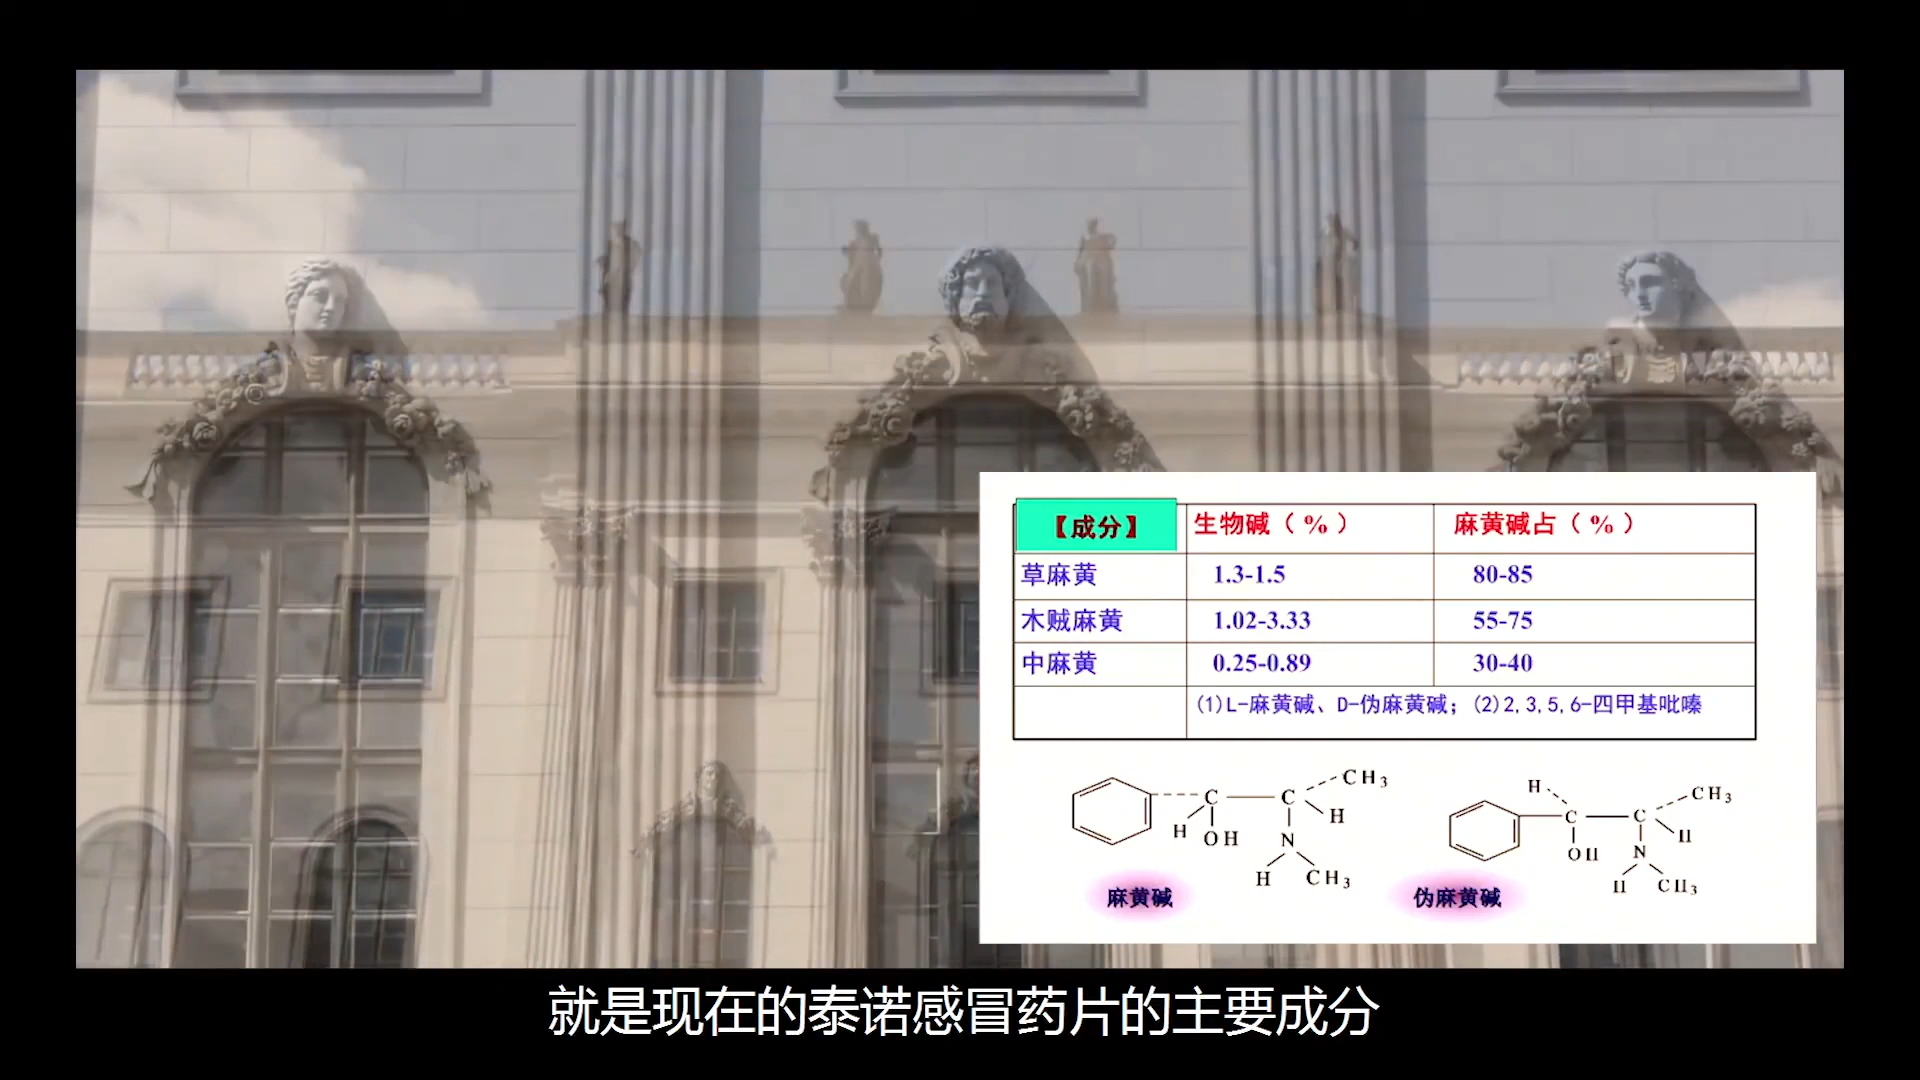 【成分】 生物碱（%） 麻黄碱占（%）
草麻黄 1.3-1.5 80-85
木贼麻黄 1.02-3.33 55-75
中麻黄 0.25-0.89 30-40
(1)L-麻黄碱、D-伪麻黄碱；(2)2,3,5,6-四甲基吡嗪
C C CH3
H OH H
N
H CH3
麻黄碱
H
C C CH3
OH H
N
H CH3
伪麻黄碱
就是现在的泰诺感冒药片的主要成分